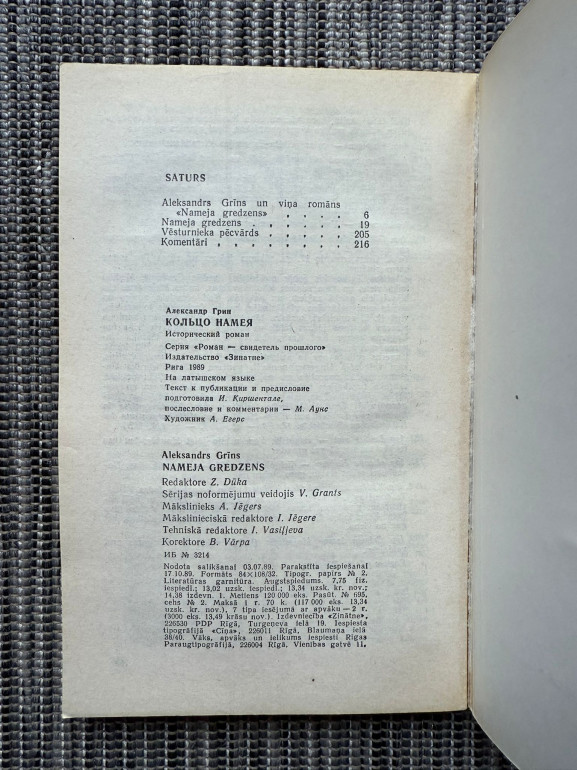 SATURS
Aleksandrs Grīns un viņa romāns
«Nameja gredzens» . . . . 6
Nameja gredzens . . . . . 19
Vēsturnieka pēcvārds . . . . . 205
Komentāri . . . . . . . . 216
Александр Грин
КОЛЬЦО НАМЕЯ
Исторический роман
Серия «Роман — свидетель прошлого»
Издательство «Зинатне»
Рига 1989
На латышском языке
Текст к публикации и предисловие
подготовила И. Киршентале,
послесловие и комментарии — М. Аунс
Художник А. Егерс
Aleksandrs Grīns
NAMEJA GREDZENS
Redaktore Z. Dūka
Sērijas noformējumu veidojis V. Grants
Mākslinieks A. Iēgers
Mākslinieciskā redaktore I. Iēgere
Tehniskā redaktore I. Vasiļjeva
Korektore B. Vārpa
ИБ № 3214
Nodota salikšanai 03.07.89. Parakstīta iespiešanai
17.10.89. Formāts 84×108/32. Tipogr. papīrs № 2.
Literatūras garnitūra. Augstspiedums. 7,75 fiz.
iespiedl.; 13,02 uzsk. iespiedl.; 13,34 uzsk. kr. nov.;
14,38 izdevn. l. Metiens 120 000 eks. Pasūt. № 695,
cehs № 2. Maksā 1 r. 70 k. (117 000 eks. 13,34
uzsk. kr. nov.), 7 tipa iesējumā ar apvāku — 2 r.
(3000 eks. 13,49 krāsu nov.). Izdevniecība «Zinātne»,
226530 PDP Rīgā, Turgeņeva ielā 19. Iespiesta
tipogrāfijā «Cīņa», 226011 Rīgā, Blaumaņa ielā
38/40. Vāks, apvāks un ielikums iespiesti Rīgas
Paraugtipogrāfijā, 226004 Rīgā, Vienības gatvē 11.